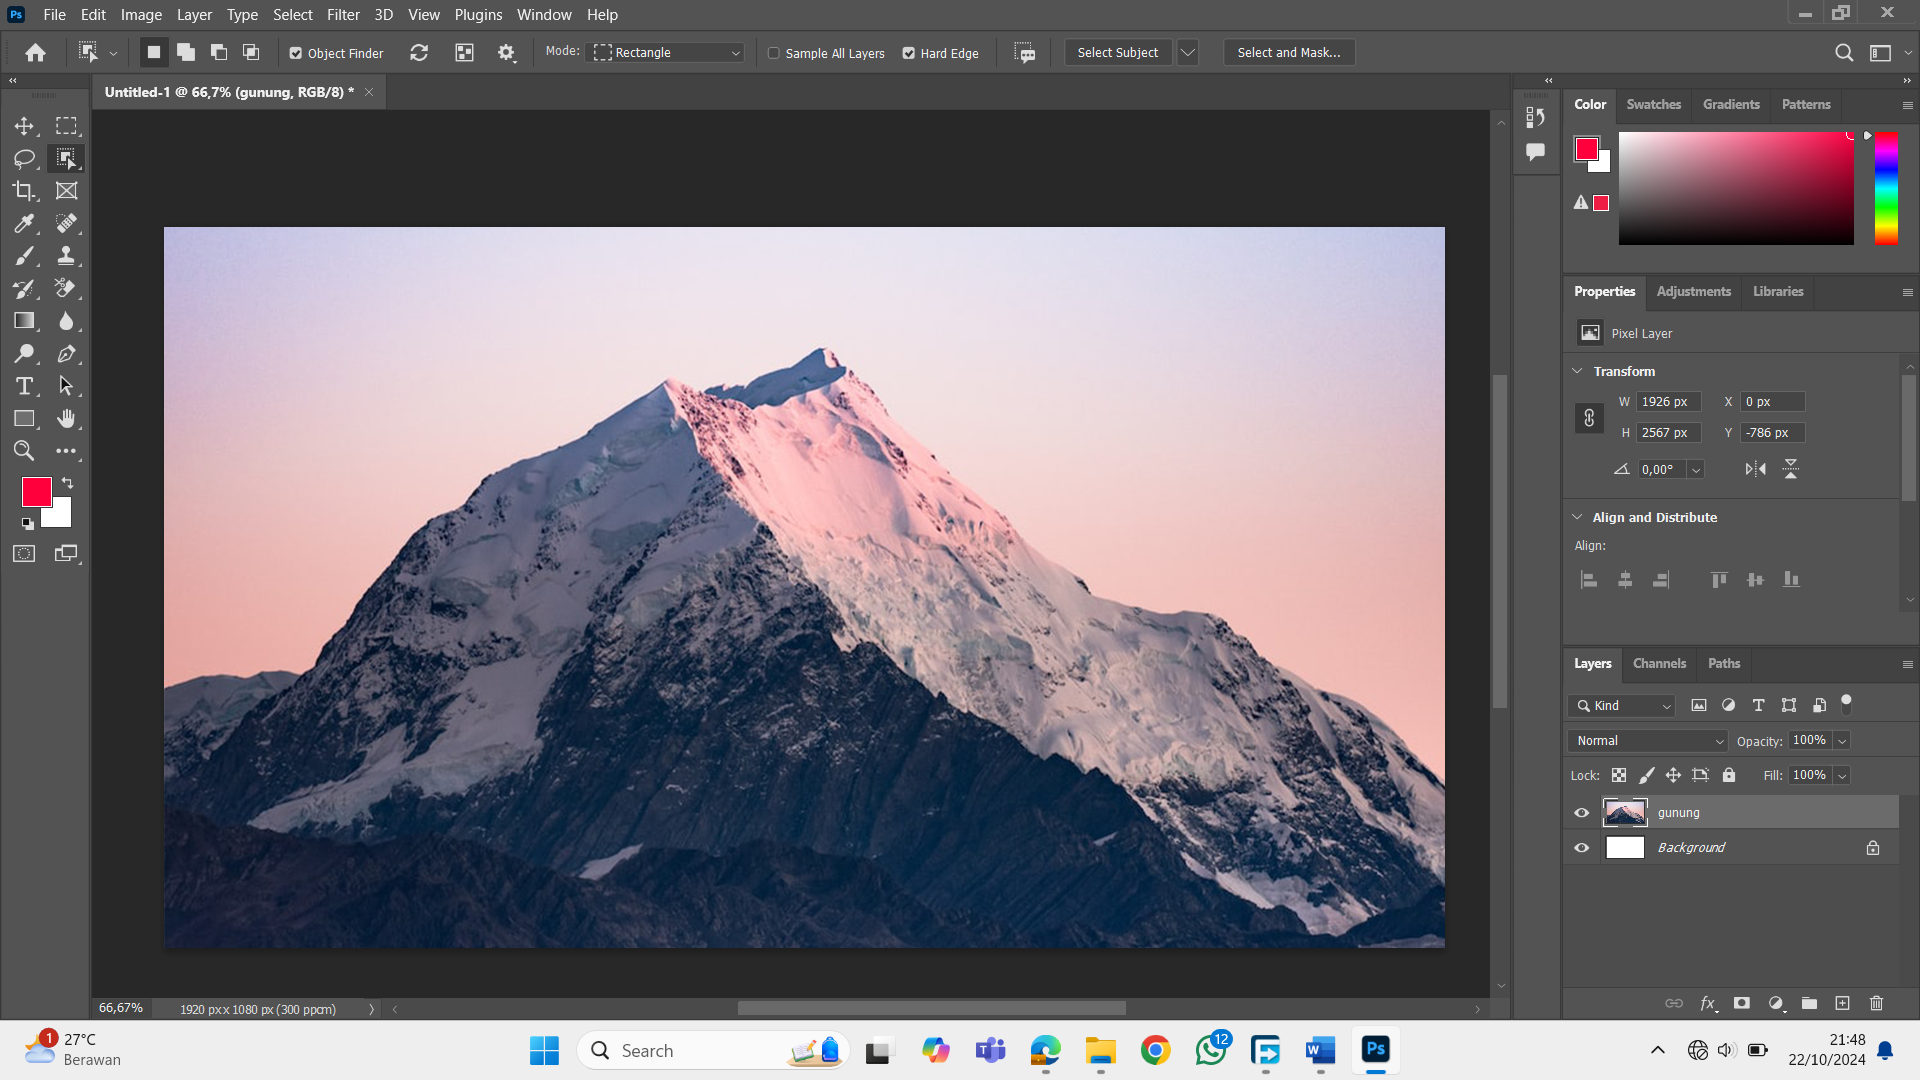 Ps File Edit Image Layer Type Select Filter 3D View Plugins Window Help
Object Finder Mode: Rectangle Sample All Layers Hard Edge Select Subject Select and Mask...
Untitled-1 @ 66,7% (gunung, RGB/8) *
Color Swatches Gradients Patterns
Properties Adjustments Libraries
Pixel Layer
Transform
W 1926 px X 0 px
H 2567 px Y -786 px
0,00°
Align and Distribute
Align:
Layers Channels Paths
Kind
Normal Opacity: 100%
Lock: Fill: 100%
gunung
Background
66,67% 1920 px x 1080 px (300 ppcm)
1 27°C
Berawan
Search
12
Ps
21:48
22/10/2024